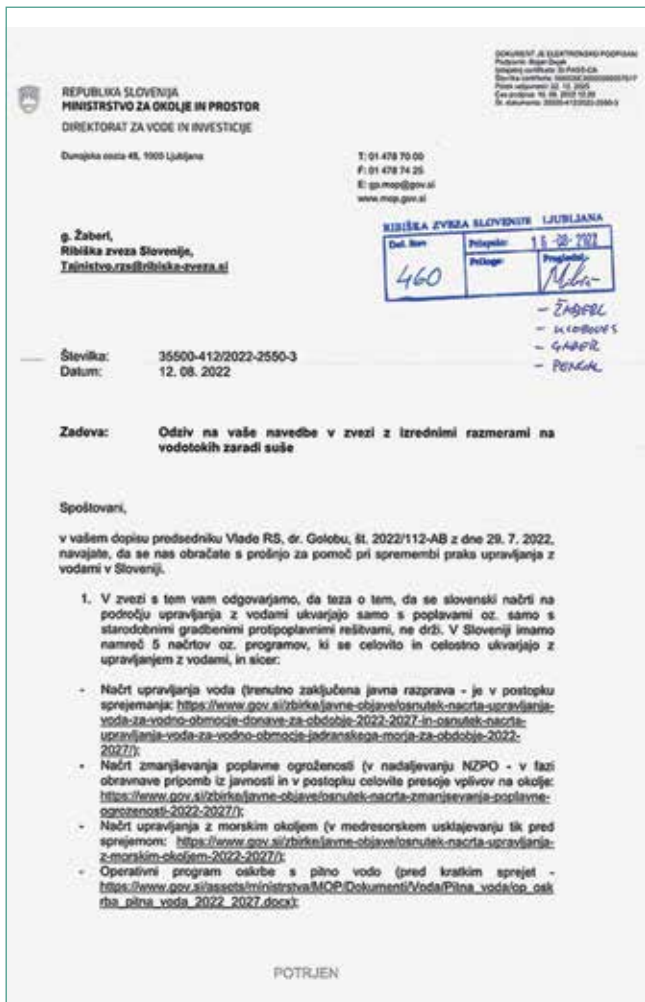 DOKUMENT JE ELEKTRONSKO PODPISAN!
REPUBLIKA SLOVENIJA
MINISTRSTVO ZA OKOLJE IN PROSTOR
DIREKTORAT ZA VODE IN INVESTICIJE
Dunajska cesta 48, 1000 Ljubljana
T: 01 478 70 00
F: 01 478 74 25
E: gp.mop@gov.si
www.mop.gov.si
RIBIŠKA ZVEZA SLOVENIJE LJUBLJANA
Prispelo: 16 -08- 2022
Priloge: Pregledal:
460
g. Žaberl,
Ribiška zveza Slovenije,
Tajnistvo.rzs@ribiska-zveza.si
- ŽABERL
- GABER
Številka: 35500-412/2022-2550-3
Datum: 12. 08. 2022
Zadeva: Odziv na vaše navedbe v zvezi z izrednimi razmerami na
vodotokih zaradi suše
Spoštovani,
v vašem dopisu predsedniku Vlade RS, dr. Golobu, št. 2022/112-AB z dne 29. 7. 2022,
navajate, da se nas obračate s prošnjo za pomoč pri spremembi praks upravljanja z
vodami v Sloveniji.
1. V zvezi s tem vam odgovarjamo, da teza o tem, da se slovenski načrti na
področju upravljanja z vodami ukvarjajo samo s poplavami oz. samo s
starodobnimi gradbenimi protipoplavnimi rešitvami, ne drži. V Sloveniji imamo
namreč 5 načrtov oz. programov, ki se celovito in celostno ukvarjajo z
upravljanjem z vodami, in sicer:
- Načrt upravljanja voda (trenutno zaključena javna razprava - je v postopku
sprejemanja: https://www.gov.si/zbirke/javne-objave/osnutek-nacrta-upravljanja-
voda-za-vodno-obmocje-donave-za-obdobje-2022-2027-in-osnutek-nacrta-
upravljanja-voda-za-vodno-obmocje-jadranskega-morja-za-obdobje-2022-
2027/);
- Načrt zmanjševanja poplavne ogroženosti (v nadaljevanju NZPO - v fazi
obravnave pripomb iz javnosti in v postopku celovite presoje vplivov na okolje:
https://www.gov.si/zbirke/javne-objave/osnutek-nacrta-zmanjsevanja-poplavne-
ogrozenosti-2022-2027/);
- Načrt upravljanja z morskim okoljem (v medresorskem usklajevanju tik pred
sprejemom: https://www.gov.si/zbirke/javne-objave/osnutek-nacrta-upravljanja-
z-morskim-okoljem-2022-2027/);
- Operativni program oskrbe s pitno vodo (pred kratkim sprejet -
https://www.gov.si/assets/ministrstva/MOP/Dokumenti/Voda/Pitna_voda/op_osk
rba_pitna_voda_2022_2027.docx);
POTRJEN